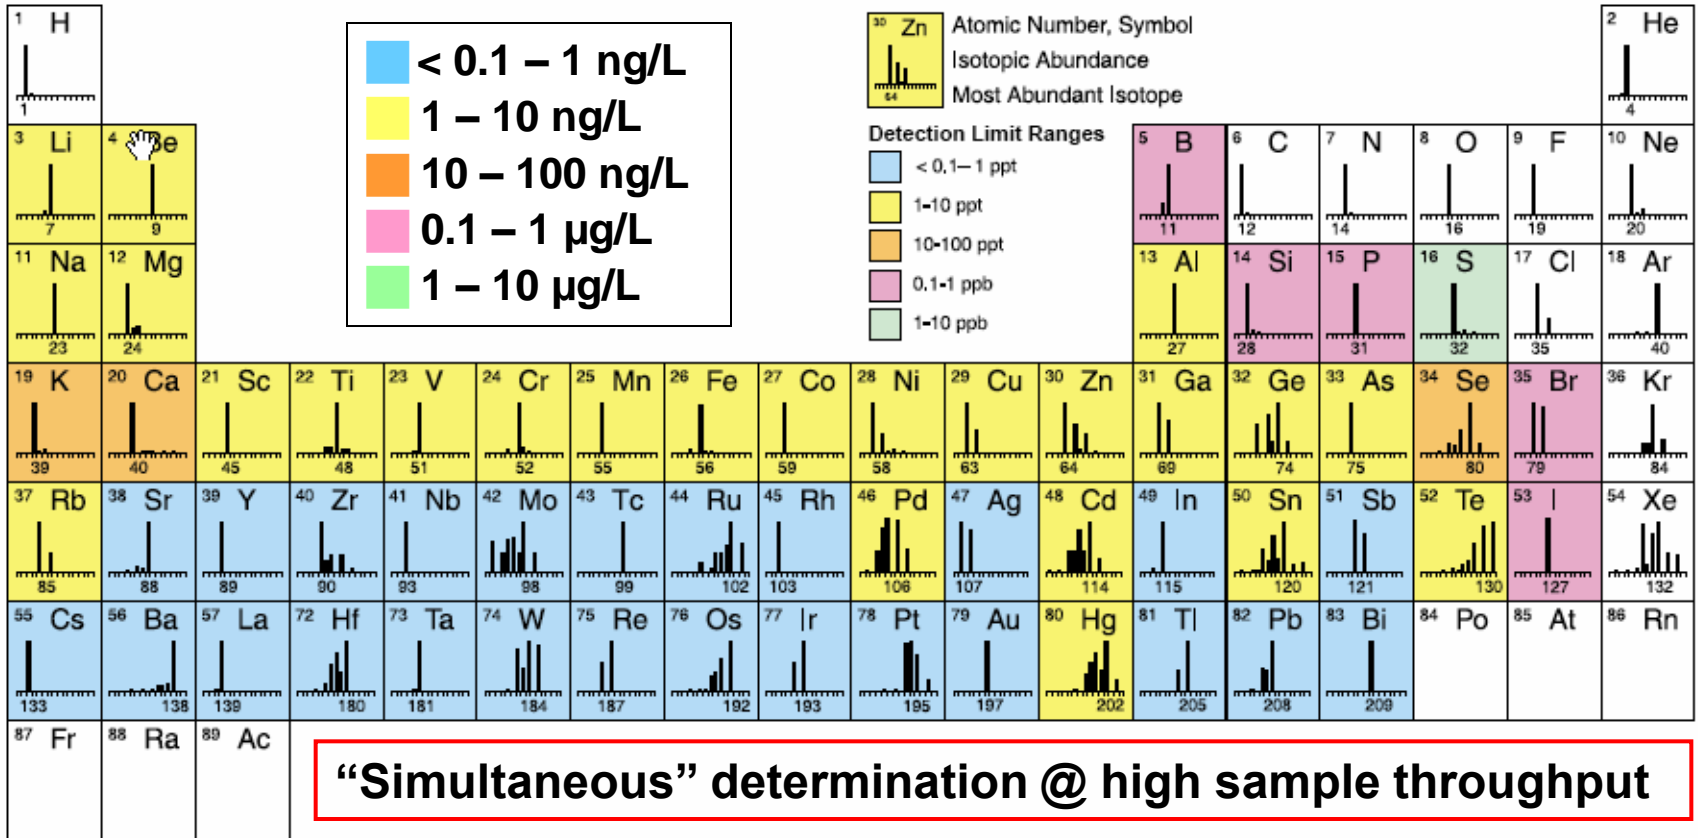 1 H
1
< 0.1 – 1 ng/L
1 – 10 ng/L
10 – 100 ng/L
0.1 – 1 µg/L
1 – 10 µg/L
30 Zn
64
Atomic Number, Symbol
Isotopic Abundance
Most Abundant Isotope
Detection Limit Ranges
< 0.1– 1 ppt
1-10 ppt
10-100 ppt
0.1-1 ppb
1-10 ppb
2 He
4
3 Li 4 e
7 9
5 B 6 C 7 N 8 O 9 F 10 Ne
11 12 14 16 19 20
11 Na 12 Mg
23 24
13 Al 14 Si 15 P 16 S 17 Cl 18 Ar
27 28 31 32 35 40
19 K 20 Ca 21 Sc 22 Ti 23 V 24 Cr 25 Mn 26 Fe 27 Co 28 Ni 29 Cu 30 Zn 31 Ga 32 Ge 33 As 34 Se 35 Br 36 Kr
39 40 45 48 51 52 55 56 59 58 63 64 69 74 75 80 79 84
37 Rb 38 Sr 39 Y 40 Zr 41 Nb 42 Mo 43 Tc 44 Ru 45 Rh 46 Pd 47 Ag 48 Cd 49 In 50 Sn 51 Sb 52 Te 53 I 54 Xe
85 88 89 90 93 98 99 102 103 106 107 114 115 120 121 130 127 132
55 Cs 56 Ba 57 La 72 Hf 73 Ta 74 W 75 Re 76 Os 77 Ir 78 Pt 79 Au 80 Hg 81 Tl 82 Pb 83 Bi 84 Po 85 At 86 Rn
133 138 139 180 181 184 187 192 193 195 197 202 205 208 209
87 Fr 88 Ra 89 Ac
“Simultaneous” determination @ high sample throughput